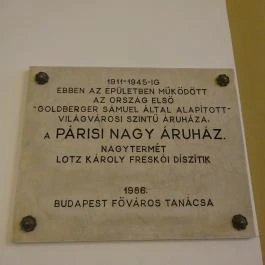 1911-1945-IG
EBBEN AZ ÉPÜLETBEN MŰKÖDÖTT
AZ ORSZÁG ELSŐ
"GOLDBERGER SÁMUEL ÁLTAL ALAPÍTOTT"
VILÁGVÁROSI SZINTŰ ÁRUHÁZA,
A PÁRISI NAGY ÁRUHÁZ.
NAGYTERMÉT
LOTZ KÁROLY FRESKÓI DÍSZÍTIK
1986.
BUDAPEST FŐVÁROS TANÁCSA